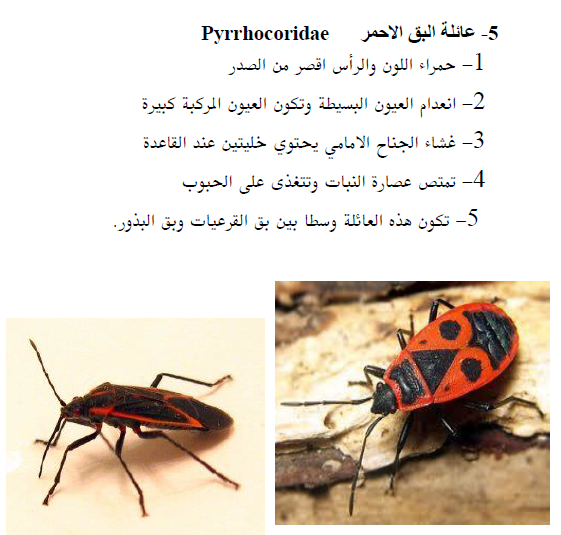 5- عائلة البق الاحمر Pyrrhocoridae
1- حمراء اللون والرأس اقصر من الصدر
2- انعدام العيون البسيطة وتكون العيون المركبة كبيرة
3- غشاء الجناح الامامي يحتوي خليتين عند القاعدة
4- تمتص عصارة النبات وتتغذى على الحبوب
5- تكون هذه العائلة وسطا بين بق القرعيات وبق البذور.